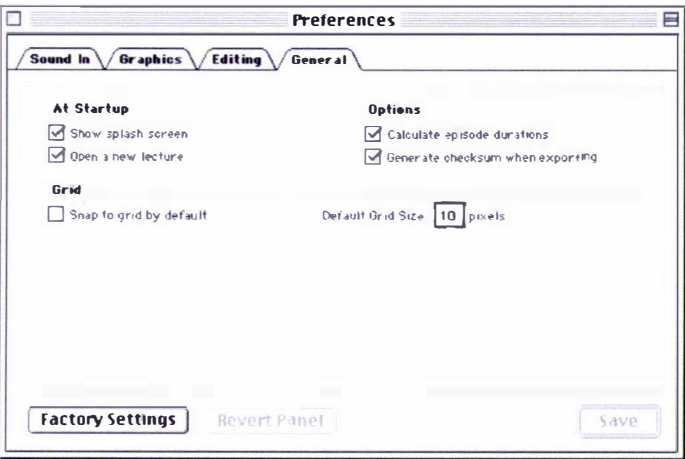 Preferences
Sound In Graphics Editing General
At Startup
Show splash screen
Open a new lecture
Options
Calculate episode durations
Generate checksum when exporting
Grid
Snap to grid by default
Default Grid Size 10 pixels
Factory Settings Revert Panel Save